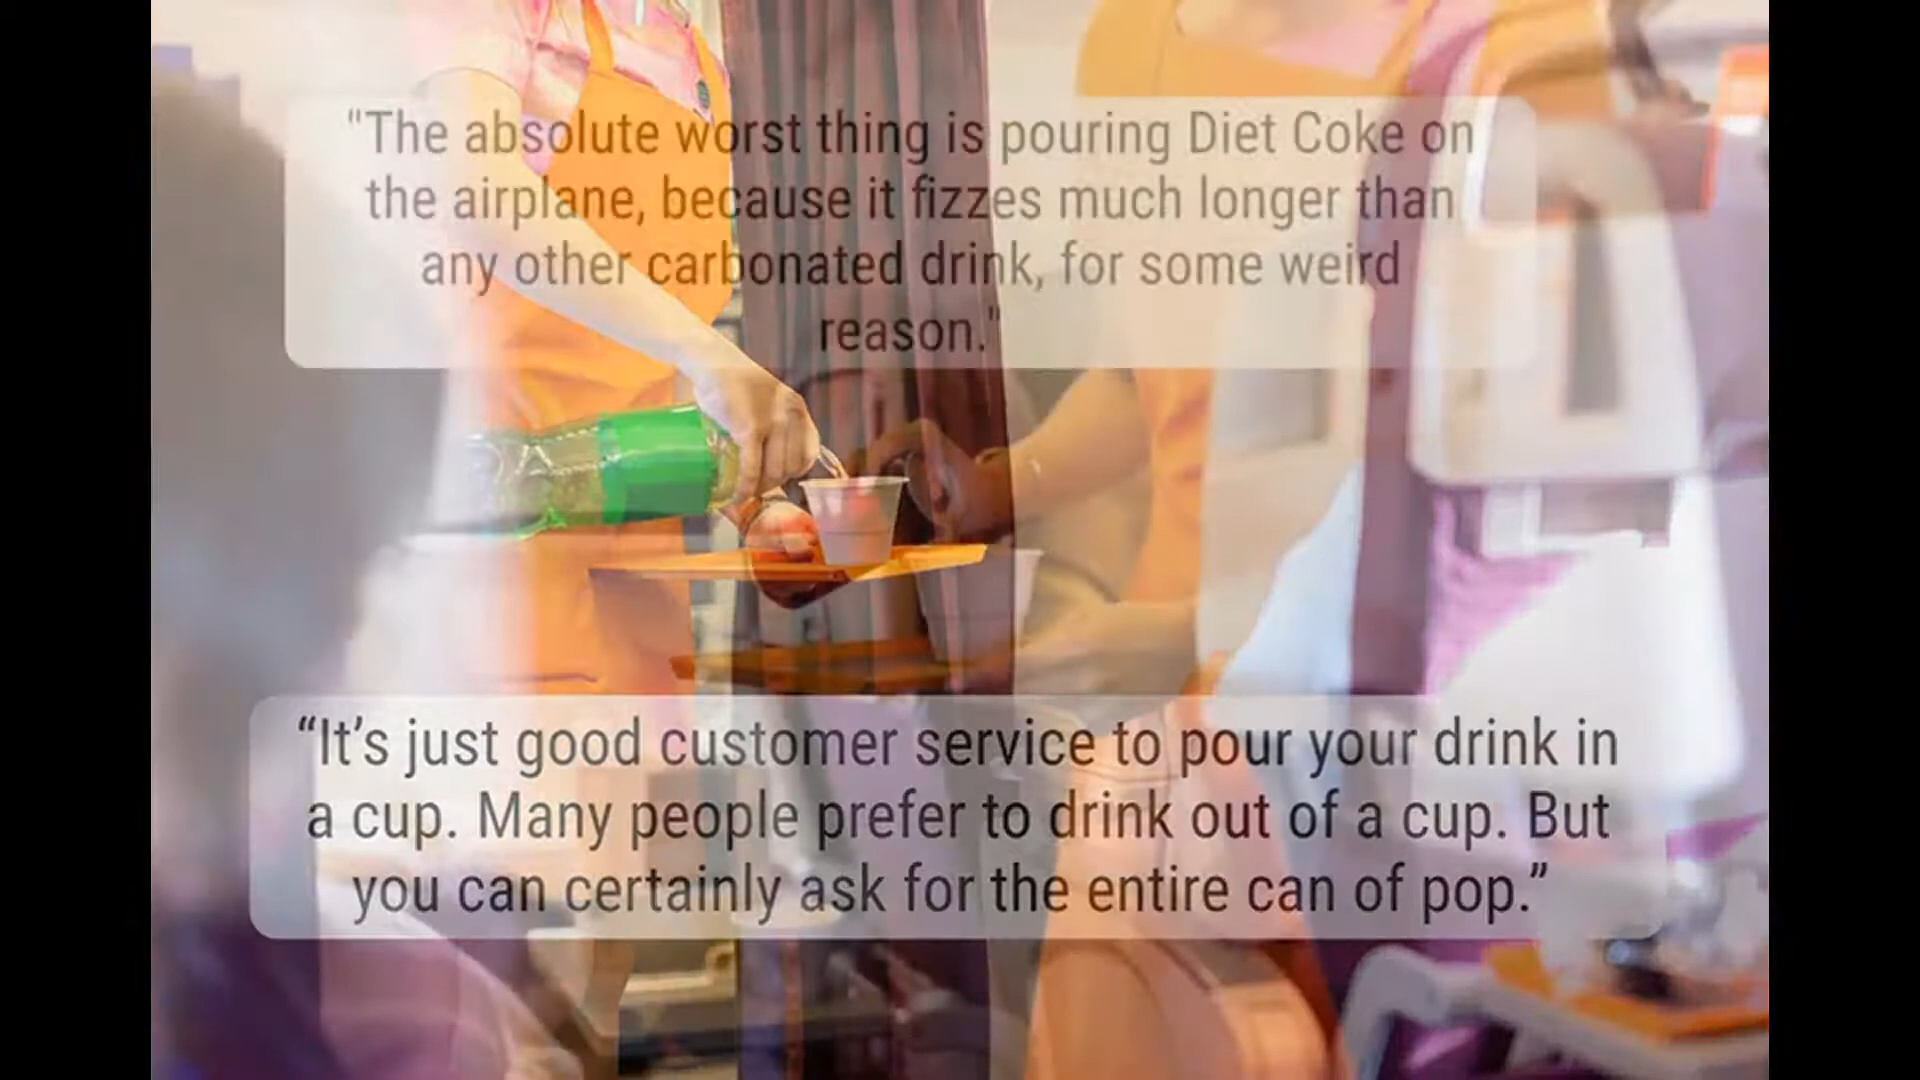 "The absolute worst thing is pouring Diet Coke on
the airplane, because it fizzes much longer than
any other carbonated drink, for some weird
reason."
“It’s just good customer service to pour your drink in
a cup. Many people prefer to drink out of a cup. But
you can certainly ask for the entire can of pop.”